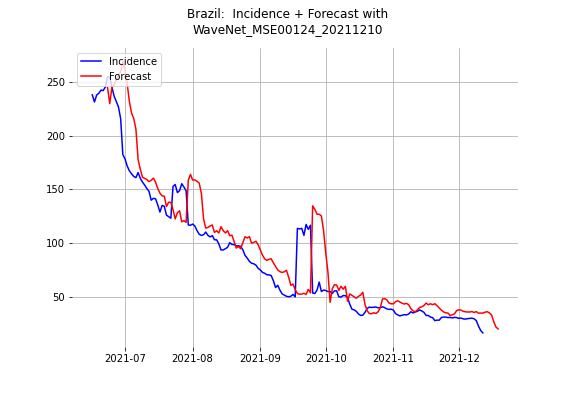 Brazil:  Incidence + Forecast with
WaveNet_MSE00124_20211210
Incidence
Forecast
250
200
150
100
50
2021-07
2021-08
2021-09
2021-10
2021-11
2021-12